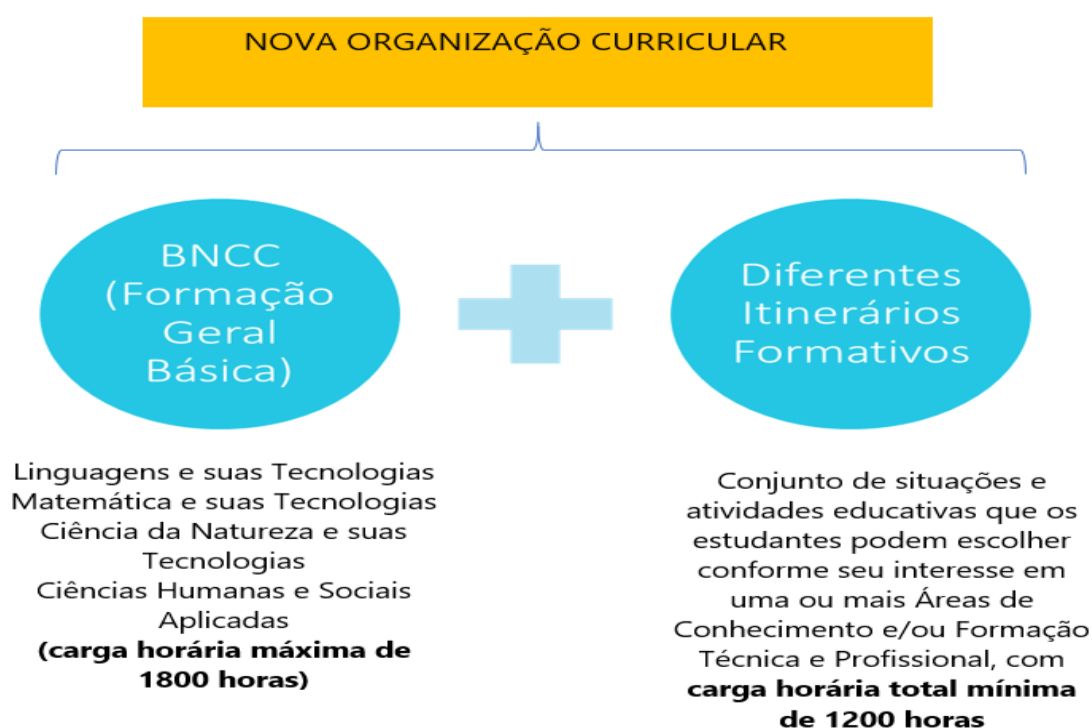 NOVA ORGANIZAÇÃO CURRICULAR
BNCC
(Formação
Geral
Básica)
Diferentes
Itinerários
Formativos
Linguagens e suas Tecnologias
Matemática e suas Tecnologias
Ciência da Natureza e suas
Tecnologias
Ciências Humanas e Sociais
Aplicadas
(carga horária máxima de
1800 horas)
Conjunto de situações e
atividades educativas que os
estudantes podem escolher
conforme seu interesse em
uma ou mais Áreas de
Conhecimento e/ou Formação
Técnica e Profissional, com
carga horária total mínima
de 1200 horas